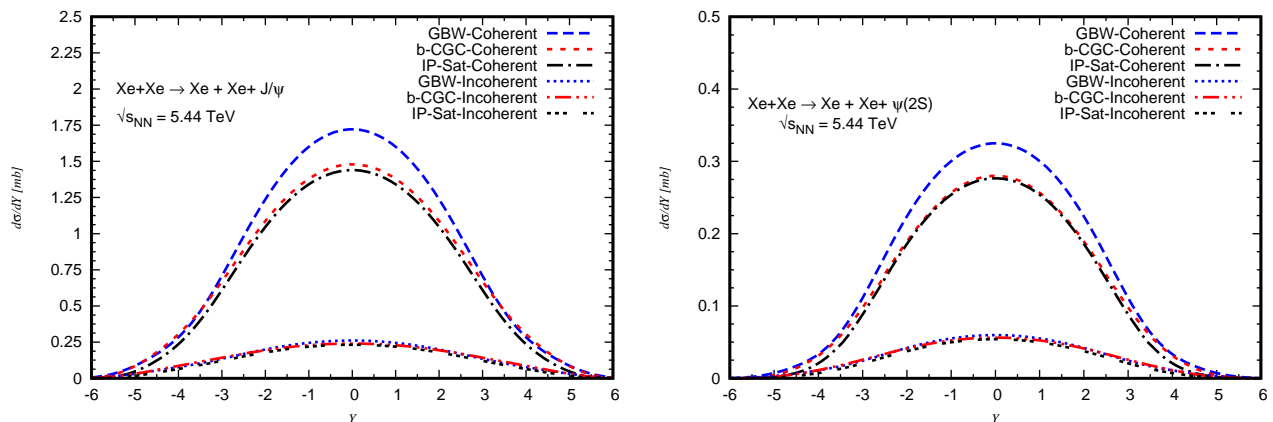 2.5
2.25
2
1.75
1.5
1.25
1
0.75
0.5
0.25
0
dσ/dY [mb]
GBW-Coherent
b-CGC-Coherent
IP-Sat-Coherent
GBW-Incoherent
b-CGC-Incoherent
IP-Sat-Incoherent
Xe+Xe → Xe + Xe+ J/ψ
√sNN = 5.44 TeV
-6 -5 -4 -3 -2 -1 0 1 2 3 4 5 6
Y
0.5
0.4
0.3
0.2
0.1
0
dσ/dY [mb]
GBW-Coherent
b-CGC-Coherent
IP-Sat-Coherent
GBW-Incoherent
b-CGC-Incoherent
IP-Sat-Incoherent
Xe+Xe → Xe + Xe+ ψ(2S)
√sNN = 5.44 TeV
-6 -5 -4 -3 -2 -1 0 1 2 3 4 5 6
Y